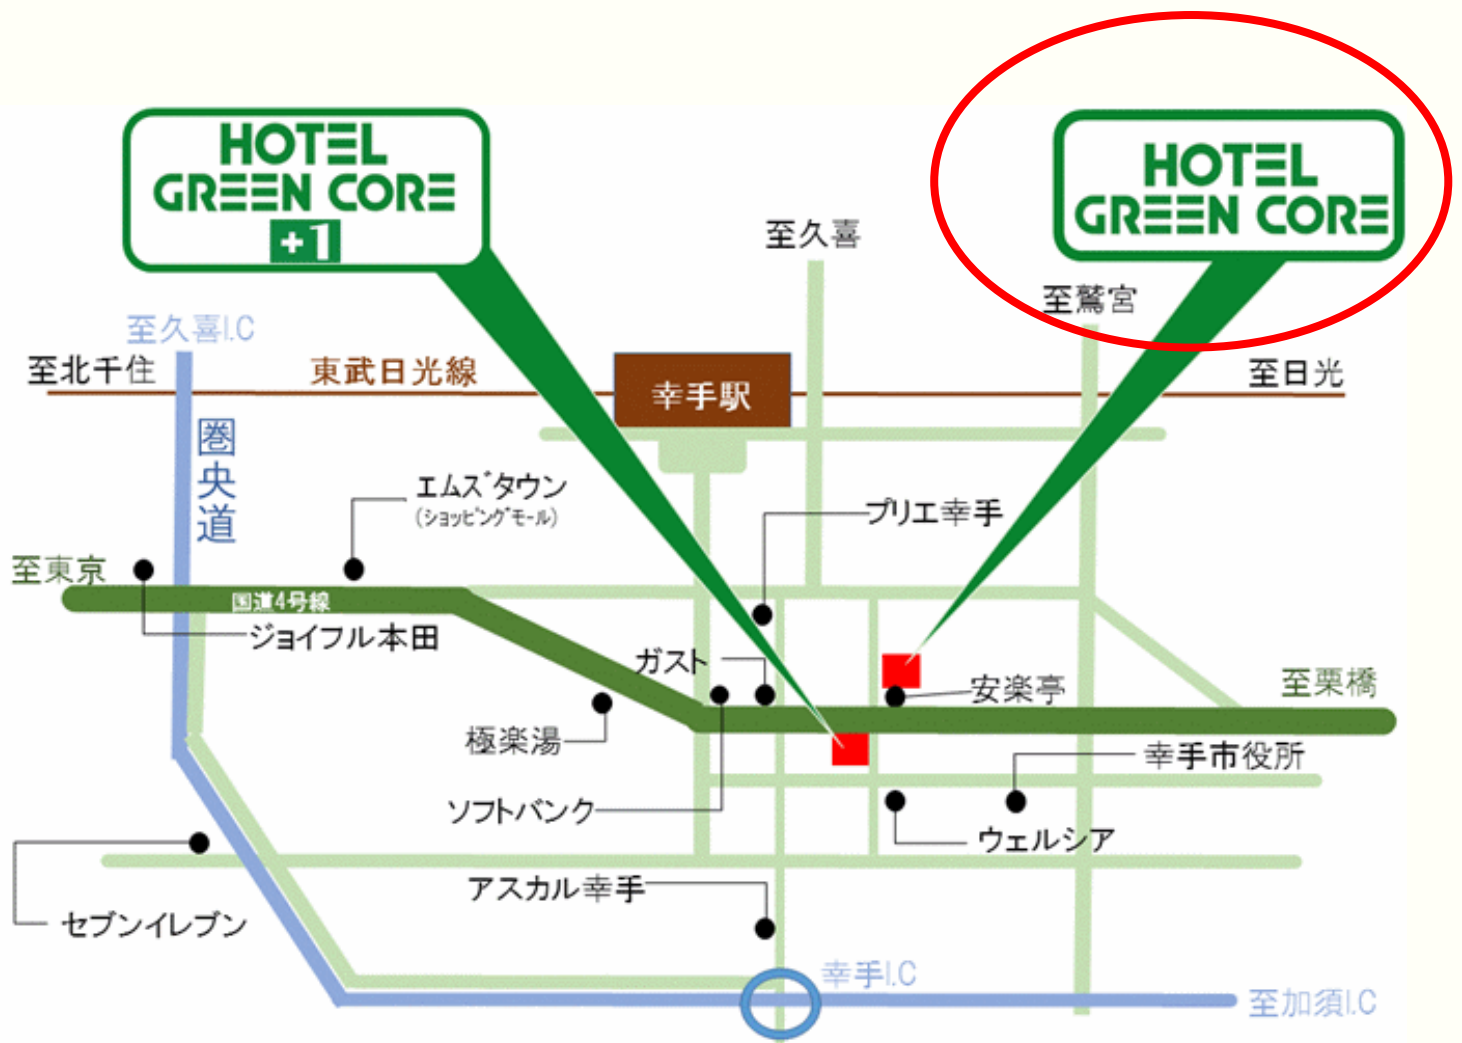 HOTEL
GREEN CORE
+1
HOTEL
GREEN CORE
至久喜
至鷲宮
至久喜I.C
至北千住
東武日光線
幸手駅
至日光
圏央道
エムズタウン
(ショッピングモール)
プリエ幸手
至東京
国道4号線
ジョイフル本田
ガスト
安楽亭
至栗橋
極楽湯
幸手市役所
ソフトバンク
ウェルシア
アスカル幸手
セブンイレブン
幸手I.C
至加須I.C